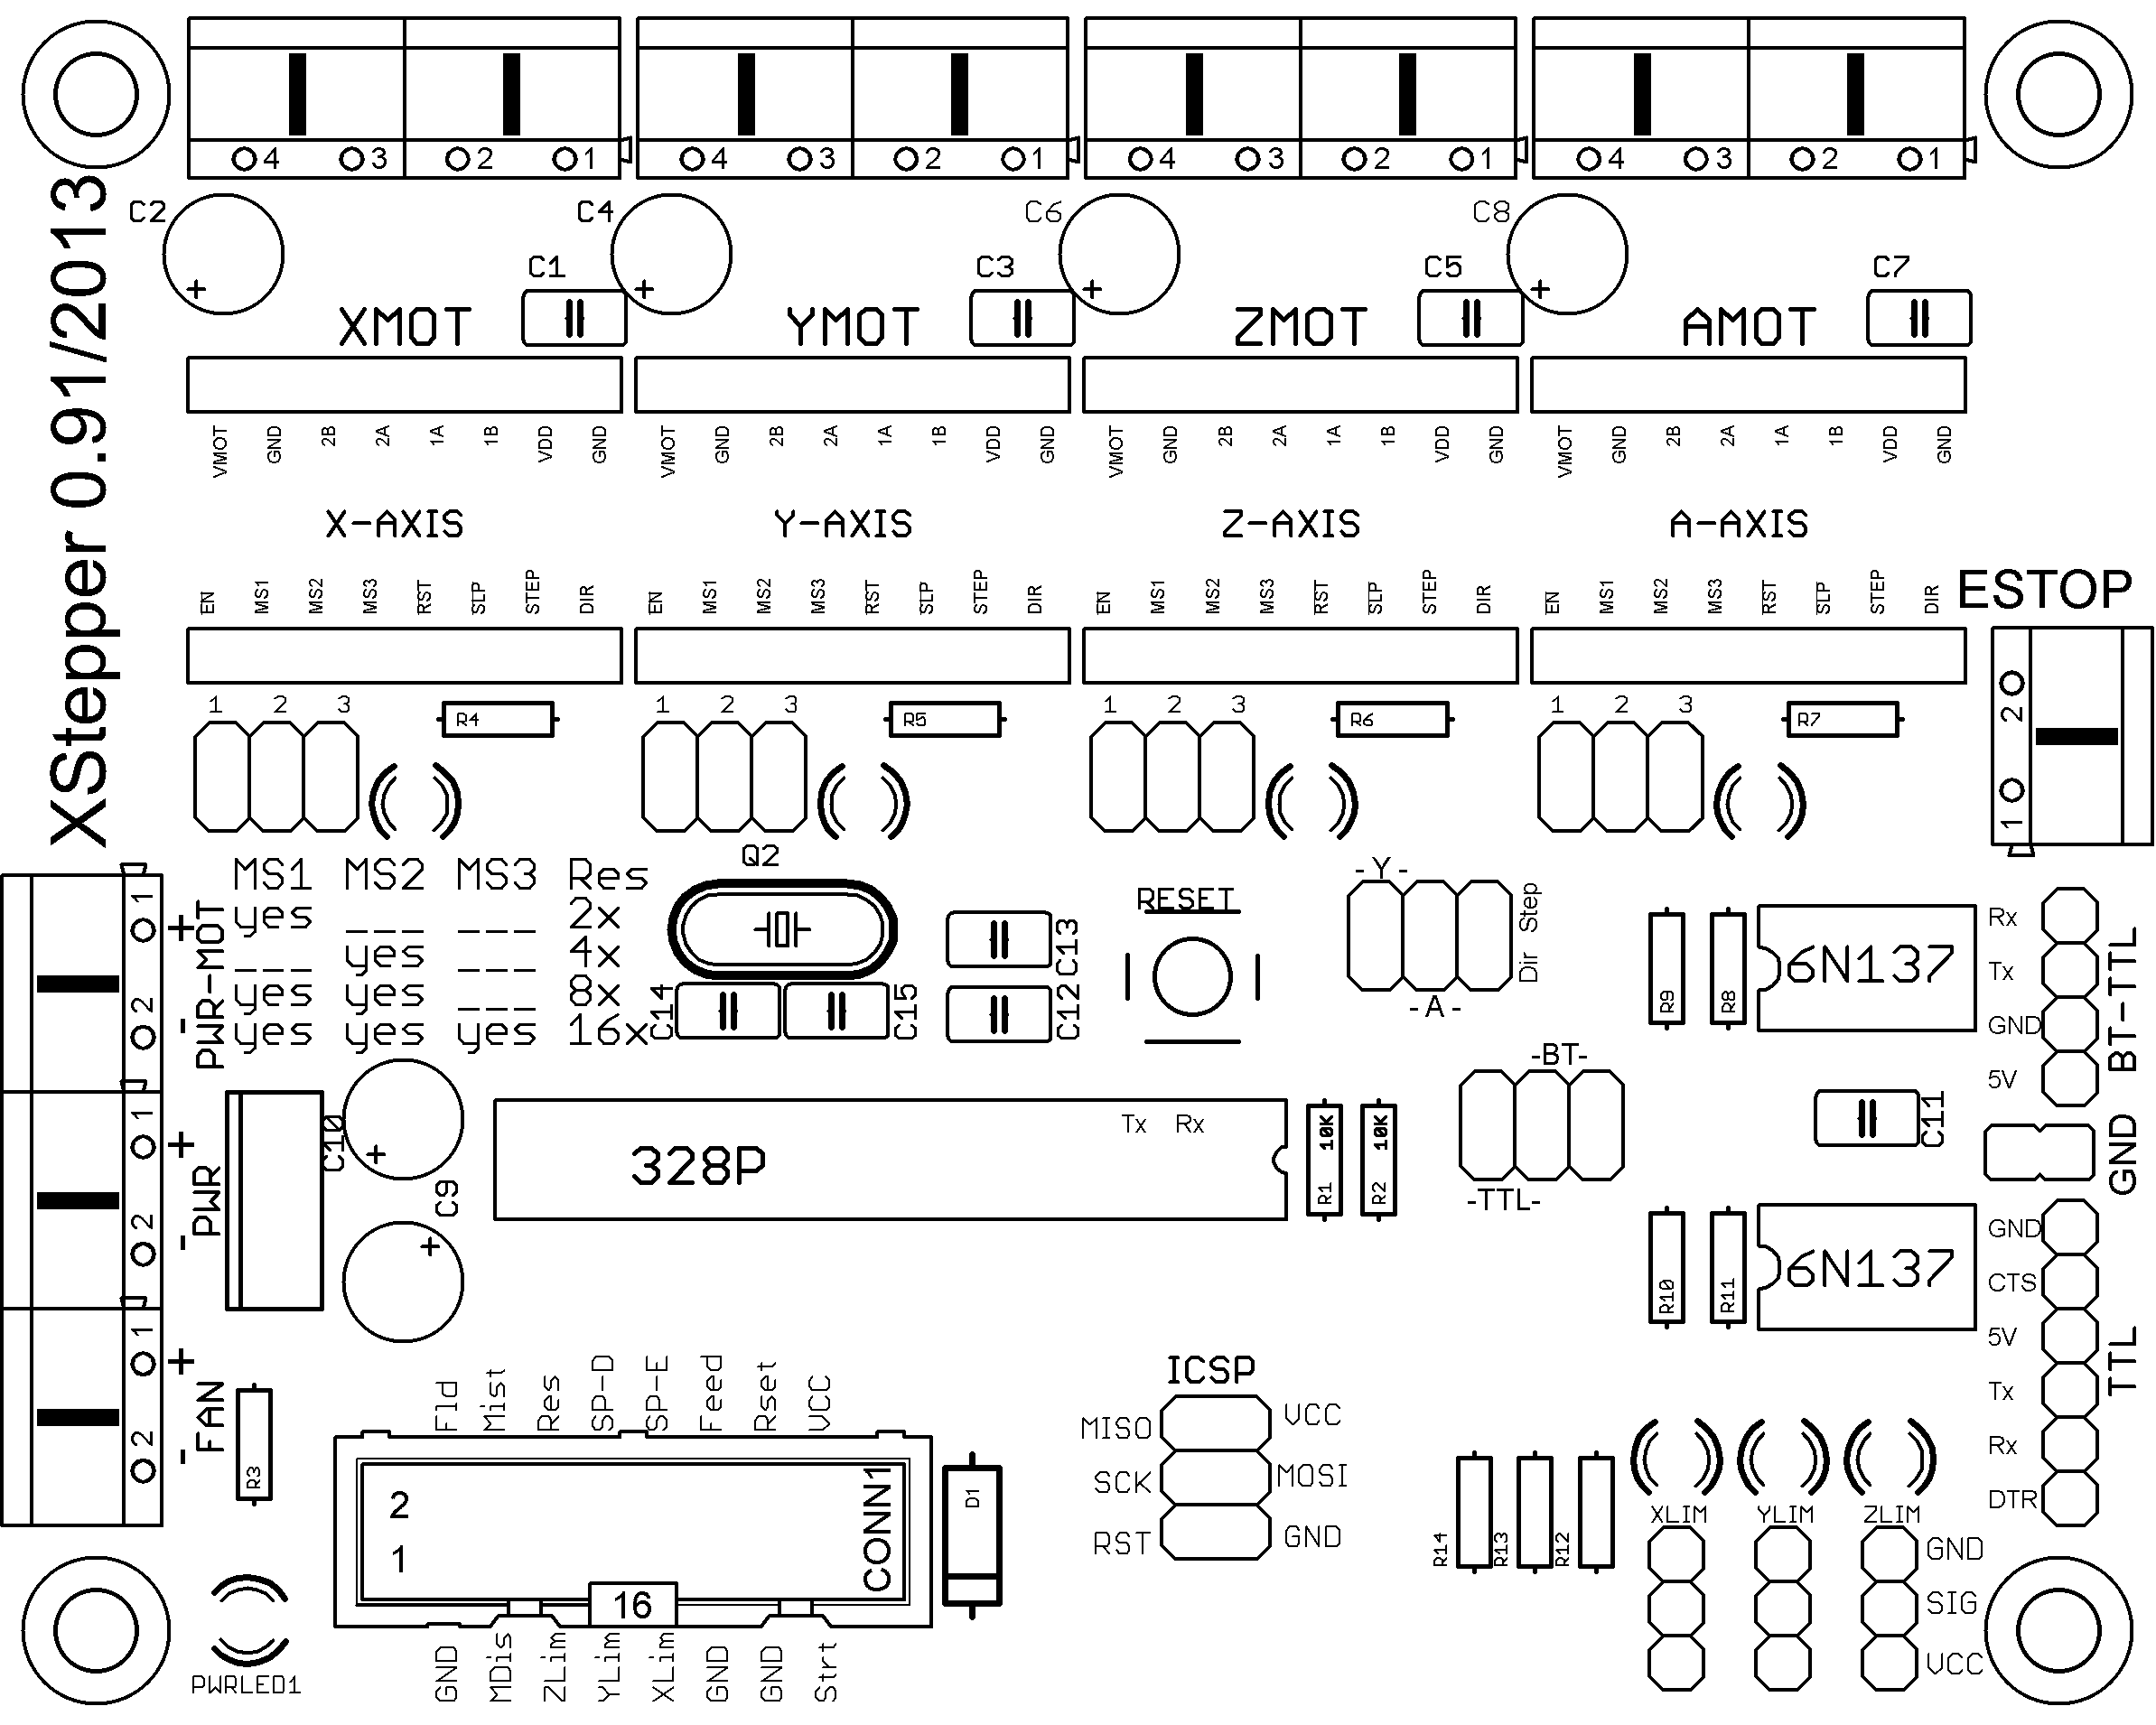 4 3 2 1 4 3 2 1 4 3 2 1 4 3 2 1
C2 C4 C6 C8
C1 C3 C5 C7
XMOT YMOT ZMOT AMOT
VMOT GND 2B 2A 1A 1B VDD GND VMOT GND 2B 2A 1A 1B VDD GND VMOT GND 2B 2A 1A 1B VDD GND VMOT GND 2B 2A 1A 1B VDD GND
XStepper 0.91/2013
X-AXIS Y-AXIS Z-AXIS A-AXIS
EN MS1 MS2 MS3 RST SLP STEP DIR EN MS1 MS2 MS3 RST SLP STEP DIR EN MS1 MS2 MS3 RST SLP STEP DIR EN MS1 MS2 MS3 RST SLP STEP DIR
ESTOP
2
1
1 2 3 R4 1 2 3 R5 1 2 3 R6 1 2 3 R7
MS1 MS2 MS3 Res
yes ___ ___ 2x
___ yes ___ 4x
yes yes ___ 8x
yes yes yes 16x
1
+
PWR-MOT
2
-
Q2
C14 C15
C13
C12
RESET
-Y-
Dir Step
-A-
R9 R8
6N137
Rx
Tx
GND
5V
BT-TTL
1
+
PWR
2
-
C10
C9
328P
Tx Rx
R1 10K
R2 10K
-BT-
-TTL-
C11
GND
R10 R11
6N137
GND
CTS
5V
Tx
Rx
DTR
TTL
1
+
FAN
2
-
R3
PWRLED1
Fld Mist Res SP-D SP-E Feed Rset VCC
2
1
CONN1
16
GND MDis ZLim YLim XLim GND GND Strt
D1
ICSP
MISO VCC
SCK MOSI
RST GND
R14 R13 R12
XLIM YLIM ZLIM
GND
SIG
VCC